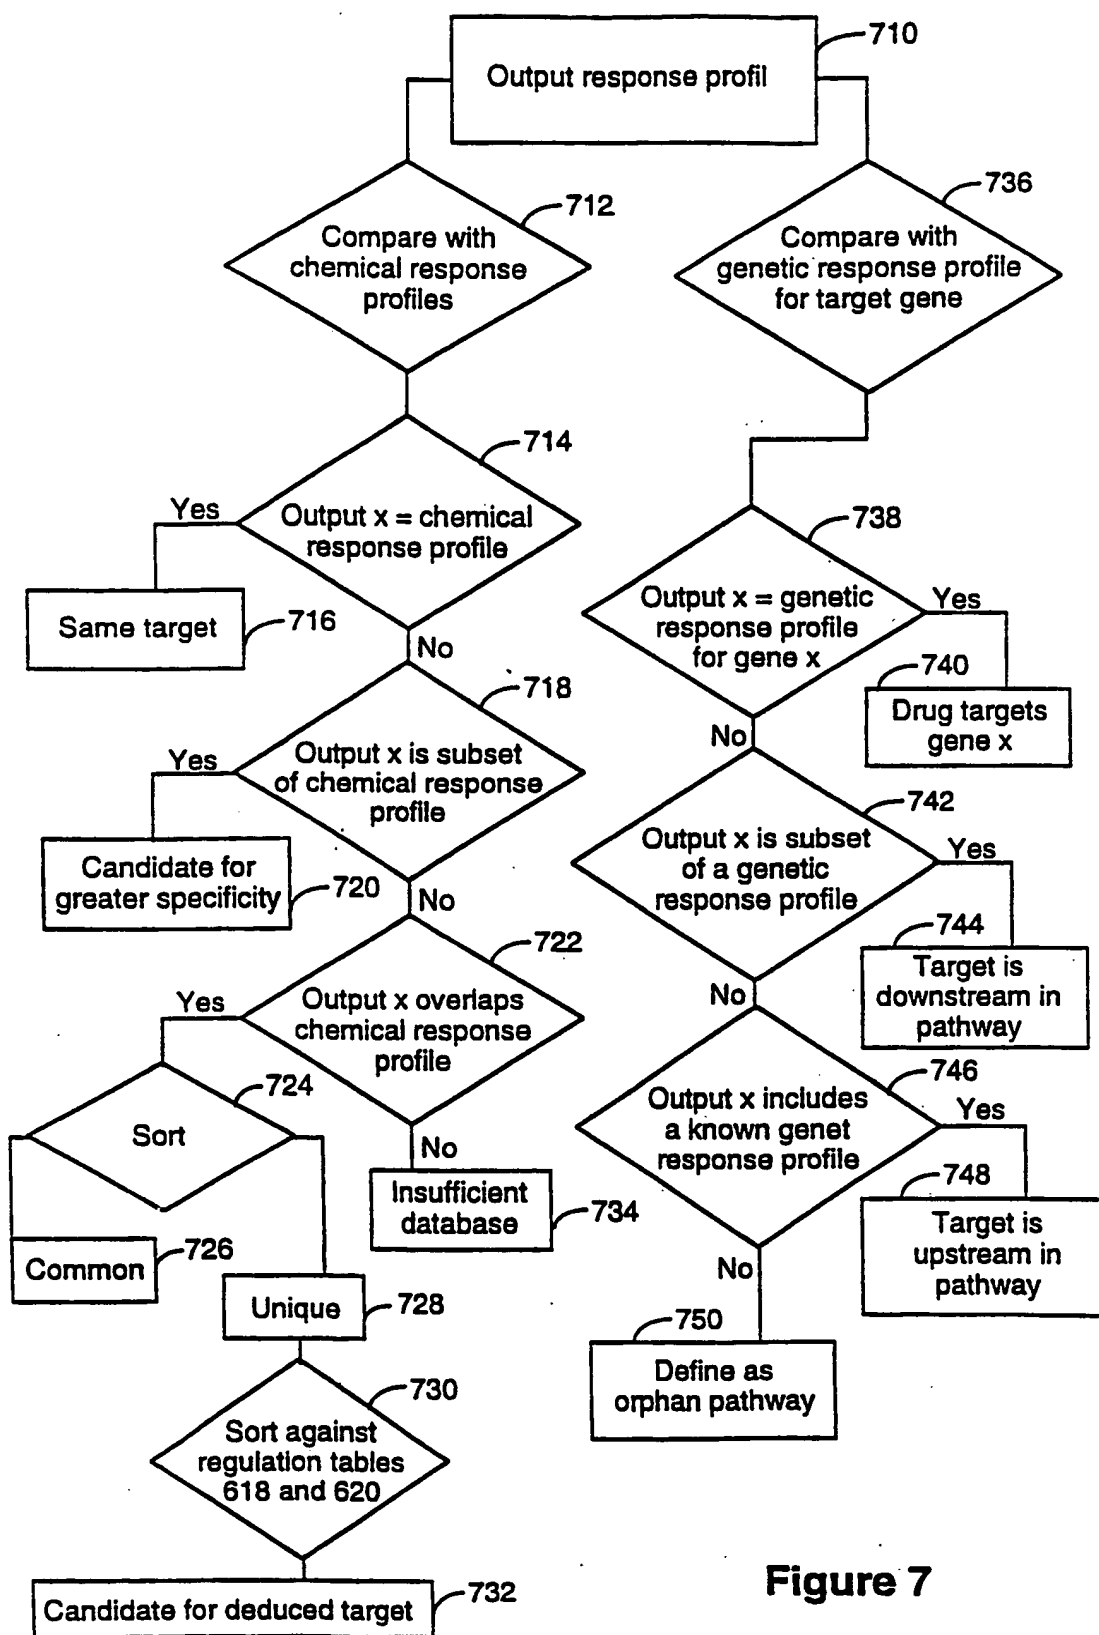 710
Output response profil
712
Compare with
chemical response
profiles
736
Compare with
genetic response profile
for target gene
714
Yes
Output x = chemical
response profile
Same target
716
No
738
Output x = genetic
response profile
for gene x
Yes
740
Drug targets
gene x
No
718
Yes
Output x is subset
of chemical response
profile
Candidate for
greater specificity
720
No
742
Output x is subset
of a genetic
response profile
Yes
744
Target is
downstream in
pathway
No
722
Yes
Output x overlaps
chemical response
profile
724
Sort
No
Insufficient
database
734
726
Common
Unique
728
746
Output x includes
a known genet
response profile
Yes
748
Target is
upstream in
pathway
No
750
Define as
orphan pathway
730
Sort against
regulation tables
618 and 620
732
Candidate for deduced target
Figure 7